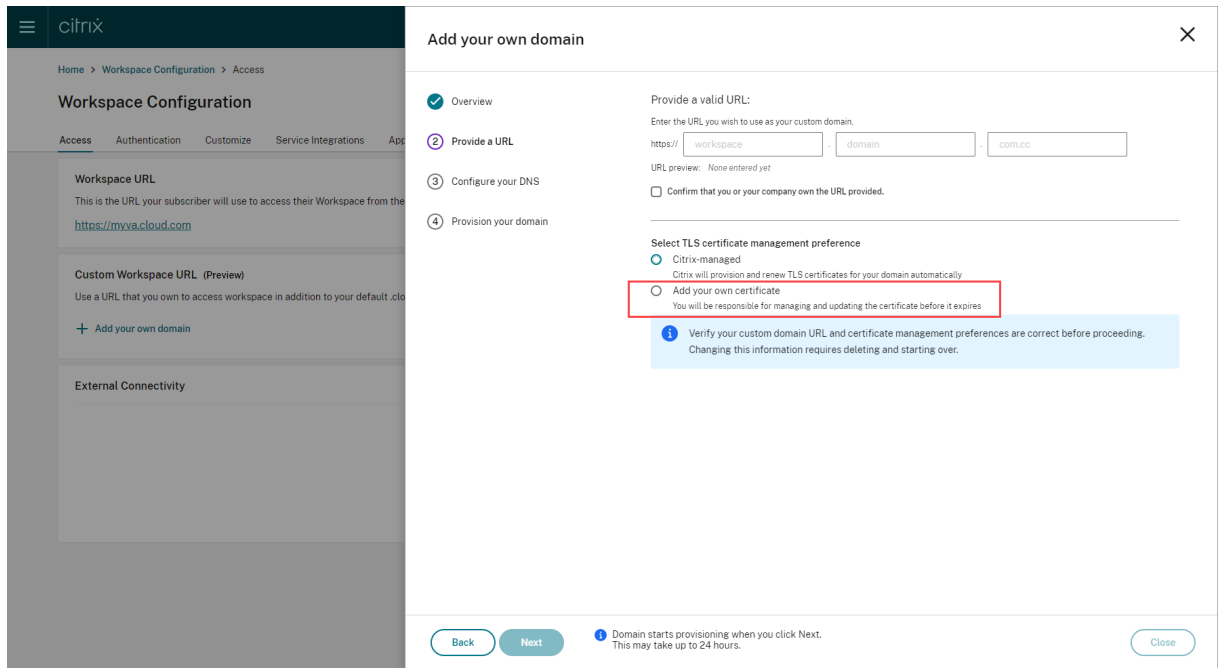 citrix
Home > Workspace Configuration > Access
Workspace Configuration
Access Authentication Customize Service Integrations App
Workspace URL
This is the URL your subscriber will use to access their Workspace from the
https://myva.cloud.com
Custom Workspace URL (Preview)
Use a URL that you own to access workspace in addition to your default .clo
+ Add your own domain
External Connectivity
Add your own domain
Overview
2 Provide a URL
3 Configure your DNS
4 Provision your domain
Provide a valid URL:
Enter the URL you wish to use as your custom domain.
https:// workspace . domain . com.cc
URL preview: None entered yet
Confirm that you or your company own the URL provided.
Select TLS certificate management preference
Citrix-managed
Citrix will provision and renew TLS certificates for your domain automatically
Add your own certificate
You will be responsible for managing and updating the certificate before it expires
Verify your custom domain URL and certificate management preferences are correct before proceeding.
Changing this information requires deleting and starting over.
Back Next
Domain starts provisioning when you click Next.
This may take up to 24 hours.
Close